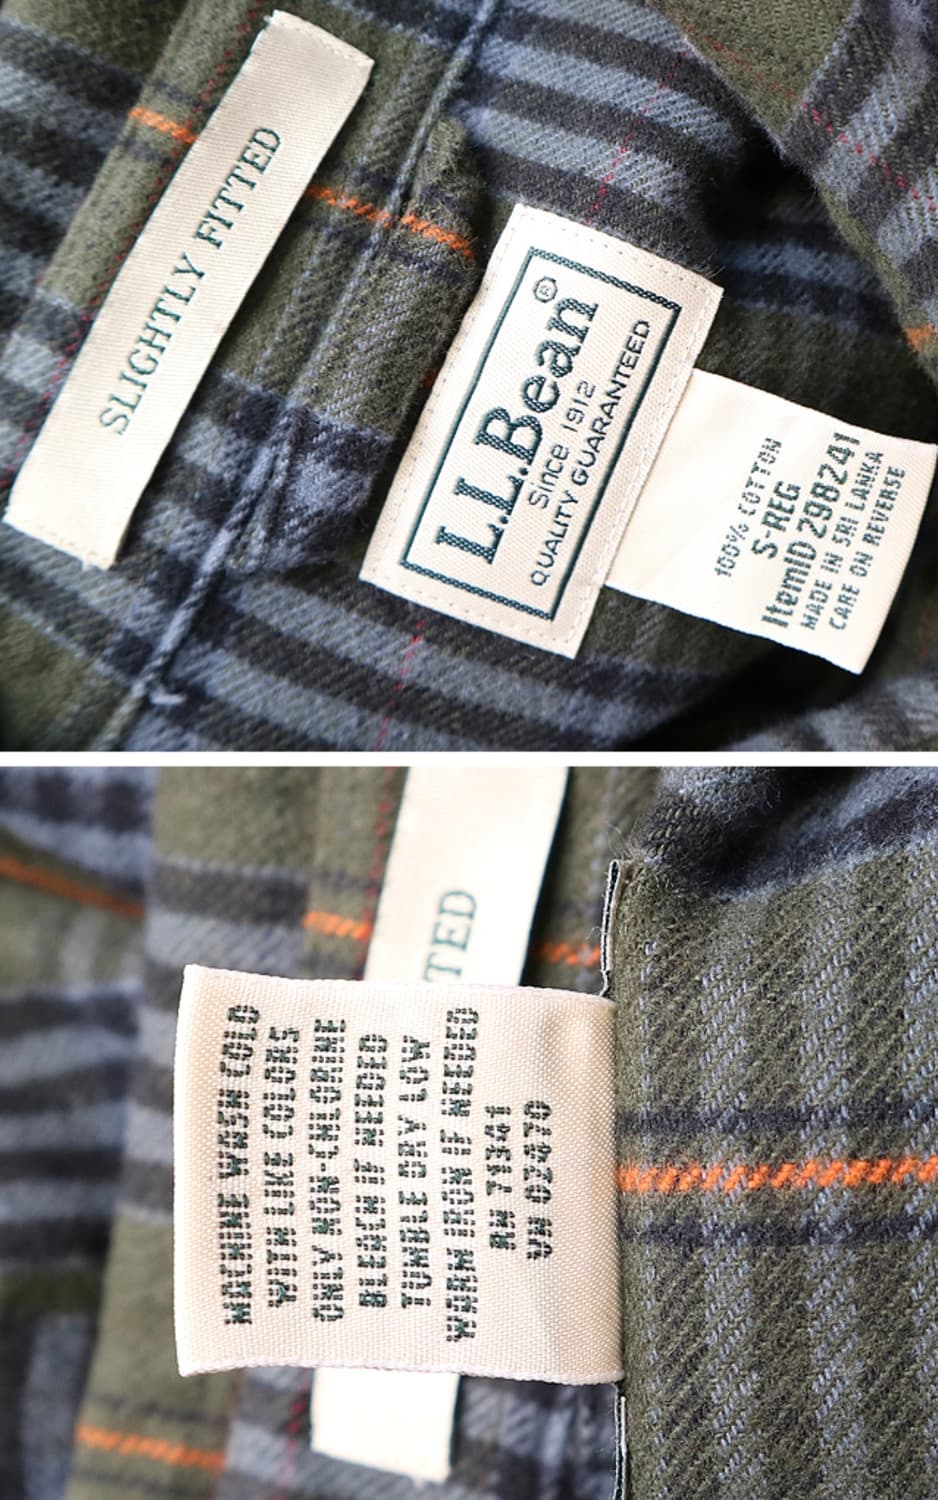 SLIGHTLY FITTED
L.L.Bean®
Since 1912
QUALITY GUARANTEED
100% COTTON
S-REG
ItemID 298241
MADE IN SRI LANKA
CARE ON REVERSE
TED
MACHINE WASH COLD
WITH LIKE COLORS
ONLY NON-CHLORINE
BLEACH IF NEEDED
TUMBLE DRY LOW
WARM IRON IF NEEDED
RN 71341
VN 02470